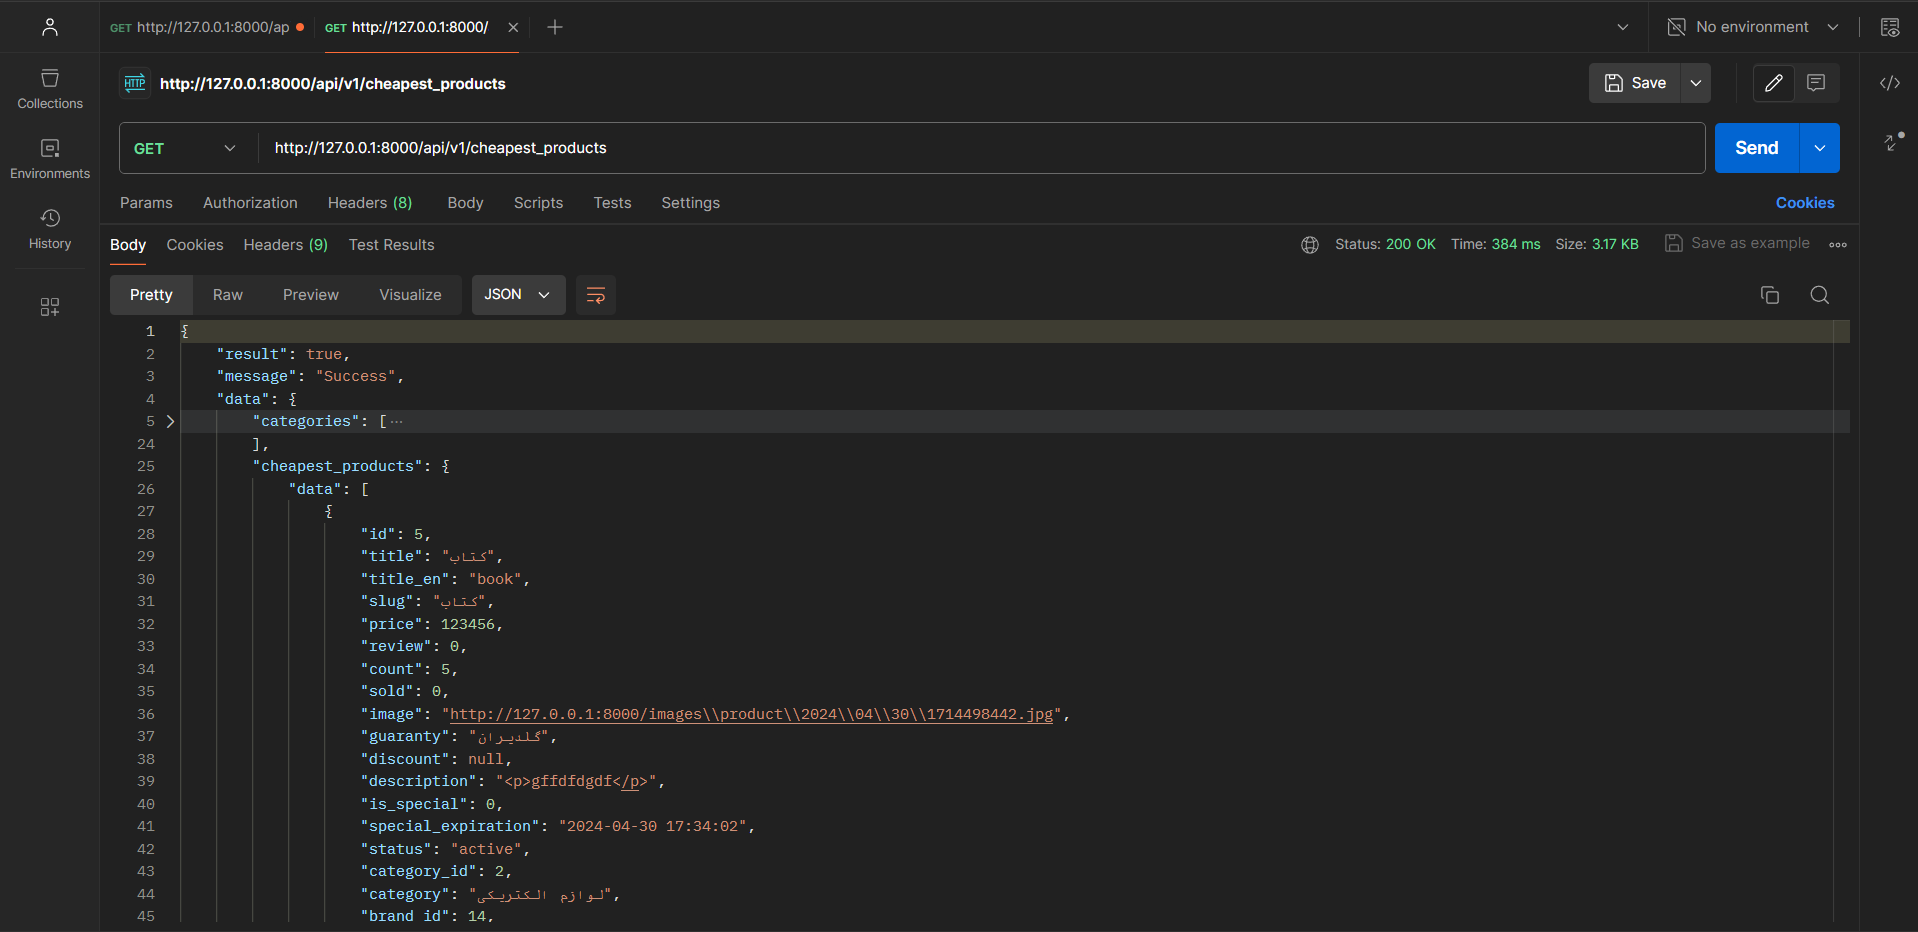 GET http://127.0.0.1:8000/ap GET http://127.0.0.1:8000/ No environment
Collections
Environments
History
HTTP http://127.0.0.1:8000/api/v1/cheapest_products Save
GET http://127.0.0.1:8000/api/v1/cheapest_products Send
Params Authorization Headers (8) Body Scripts Tests Settings Cookies
Body Cookies Headers (9) Test Results Status: 200 OK Time: 384 ms Size: 3.17 KB Save as example
Pretty Raw Preview Visualize JSON
1 {
2 "result": true,
3 "message": "Success",
4 "data": {
5 "categories": [ ...
24 ],
25 "cheapest_products": {
26 "data": [
27 {
28 "id": 5,
29 "title": "کتاب",
30 "title_en": "book",
31 "slug": "کتاب",
32 "price": 123456,
33 "review": 0,
34 "count": 5,
35 "sold": 0,
36 "image": "http://127.0.0.1:8000/images\\product\\2024\\04\\30\\1714498442.jpg",
37 "guaranty": "گلدیران",
38 "discount": null,
39 "description": "<p>gffdfdgdf</p>",
40 "is_special": 0,
41 "special_expiration": "2024-04-30 17:34:02",
42 "status": "active",
43 "category_id": 2,
44 "category": "لوازم الکتریکی",
45 "brand_id": 14,